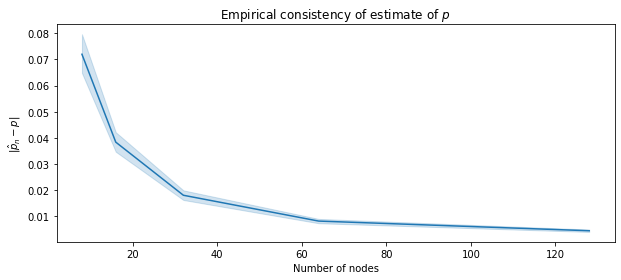 Empirical consistency of estimate of p
|p̂ₙ − p|
0.08
0.07
0.06
0.05
0.04
0.03
0.02
0.01
20 40 60 80 100 120
Number of nodes